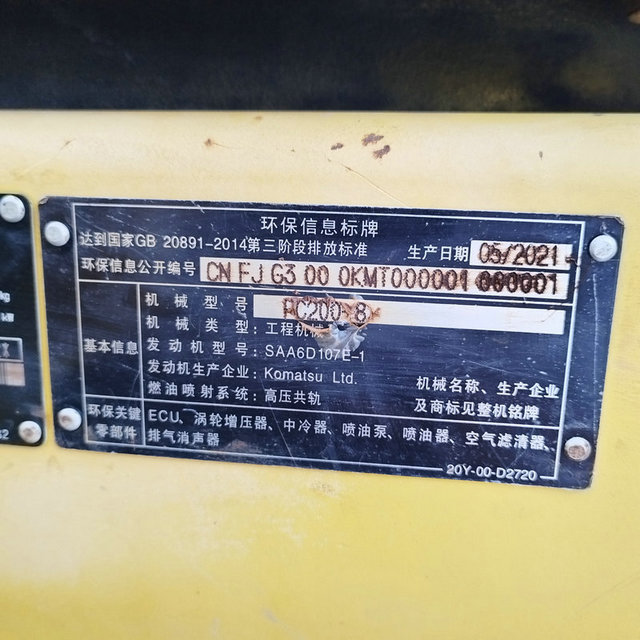 环保信息标牌
达到国家GB 20891-2014第三阶段排放标准 生产日期 05/2021
环保信息公开编号 CN FJ G3 00 0KMT000001 000001
基本信息
机械型号: PC200-8
机械类型: 工程机械
发动机型号: SAA6D107E-1
发动机生产企业: Komatsu Ltd.
燃油喷射系统: 高压共轨
机械名称、生产企业
及商标见整机铭牌
环保关键
零部件
ECU、涡轮增压器、中冷器、喷油泵、喷油器、空气滤清器、
排气消声器
20Y-00-D2720
kg
kW